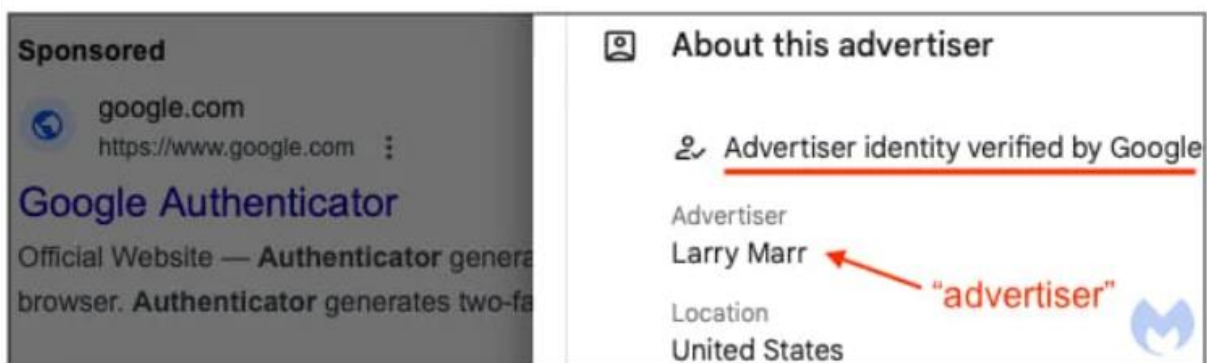 Sponsored
google.com
https://www.google.com
Google Authenticator
Official Website — Authenticator genera
browser. Authenticator generates two-fa
About this advertiser
Advertiser identity verified by Google
Advertiser
Larry Marr
"advertiser"
Location
United States